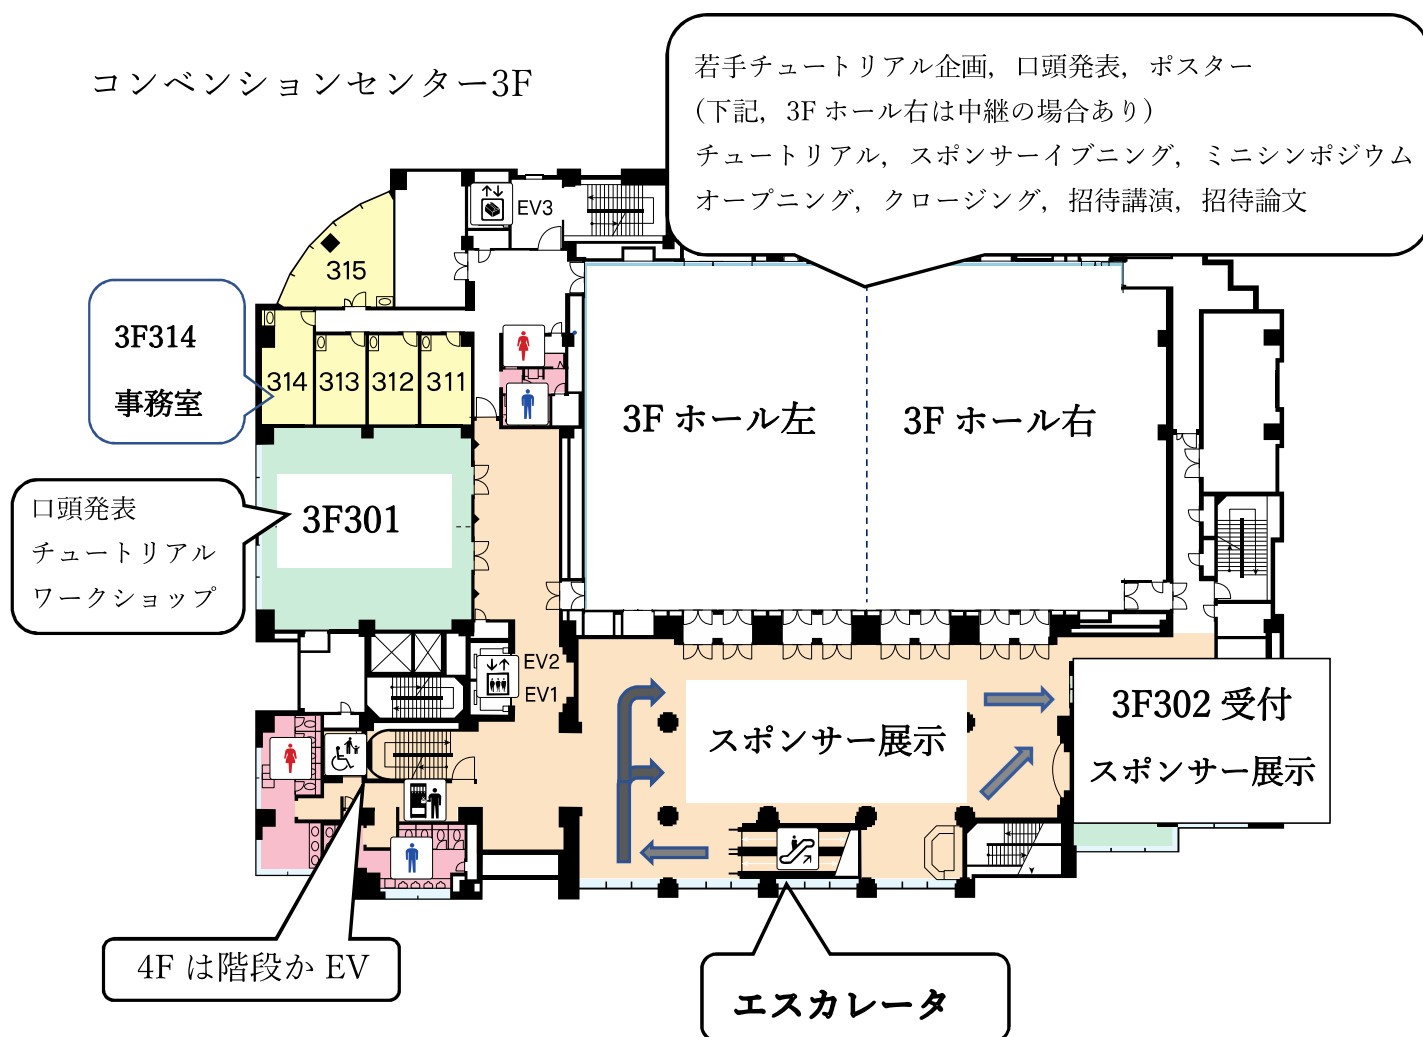 コンベンションセンター3F
若手チュートリアル企画，口頭発表，ポスター
(下記，3F ホール右は中継の場合あり)
チュートリアル，スポンサーイブニング，ミニシンポジウム
オープニング，クロージング，招待講演，招待論文
EV3
315
3F314
事務室
314
313
312
311
3F ホール左
3F ホール右
口頭発表
チュートリアル
ワークショップ
3F301
EV2
EV1
スポンサー展示
3F302 受付
スポンサー展示
4F は階段か EV
エスカレータ